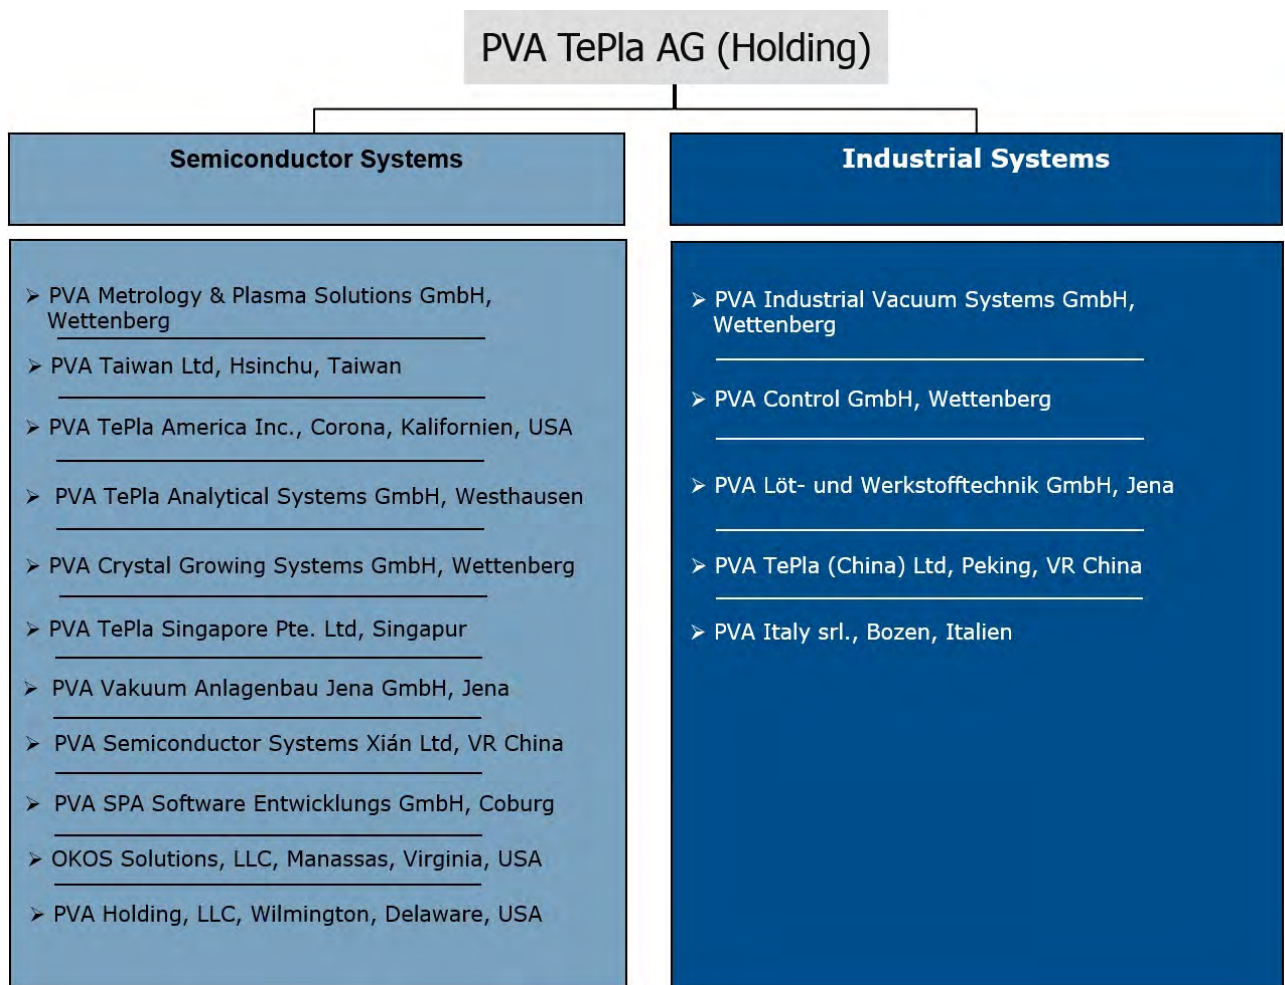 PVA TePla AG (Holding)
Semiconductor Systems
➢ PVA Metrology & Plasma Solutions GmbH,
Wettenberg
➢ PVA Taiwan Ltd, Hsinchu, Taiwan
➢ PVA TePla America Inc., Corona, Kalifornien, USA
➢ PVA TePla Analytical Systems GmbH, Westhausen
➢ PVA Crystal Growing Systems GmbH, Wettenberg
➢ PVA TePla Singapore Pte. Ltd, Singapur
➢ PVA Vakuum Anlagenbau Jena GmbH, Jena
➢ PVA Semiconductor Systems Xián Ltd, VR China
➢ PVA SPA Software Entwicklungs GmbH, Coburg
➢ OKOS Solutions, LLC, Manassas, Virginia, USA
➢ PVA Holding, LLC, Wilmington, Delaware, USA
Industrial Systems
➢ PVA Industrial Vacuum Systems GmbH,
Wettenberg
➢ PVA Control GmbH, Wettenberg
➢ PVA Löt- und Werkstofftechnik GmbH, Jena
➢ PVA TePla (China) Ltd, Peking, VR China
➢ PVA Italy srl., Bozen, Italien